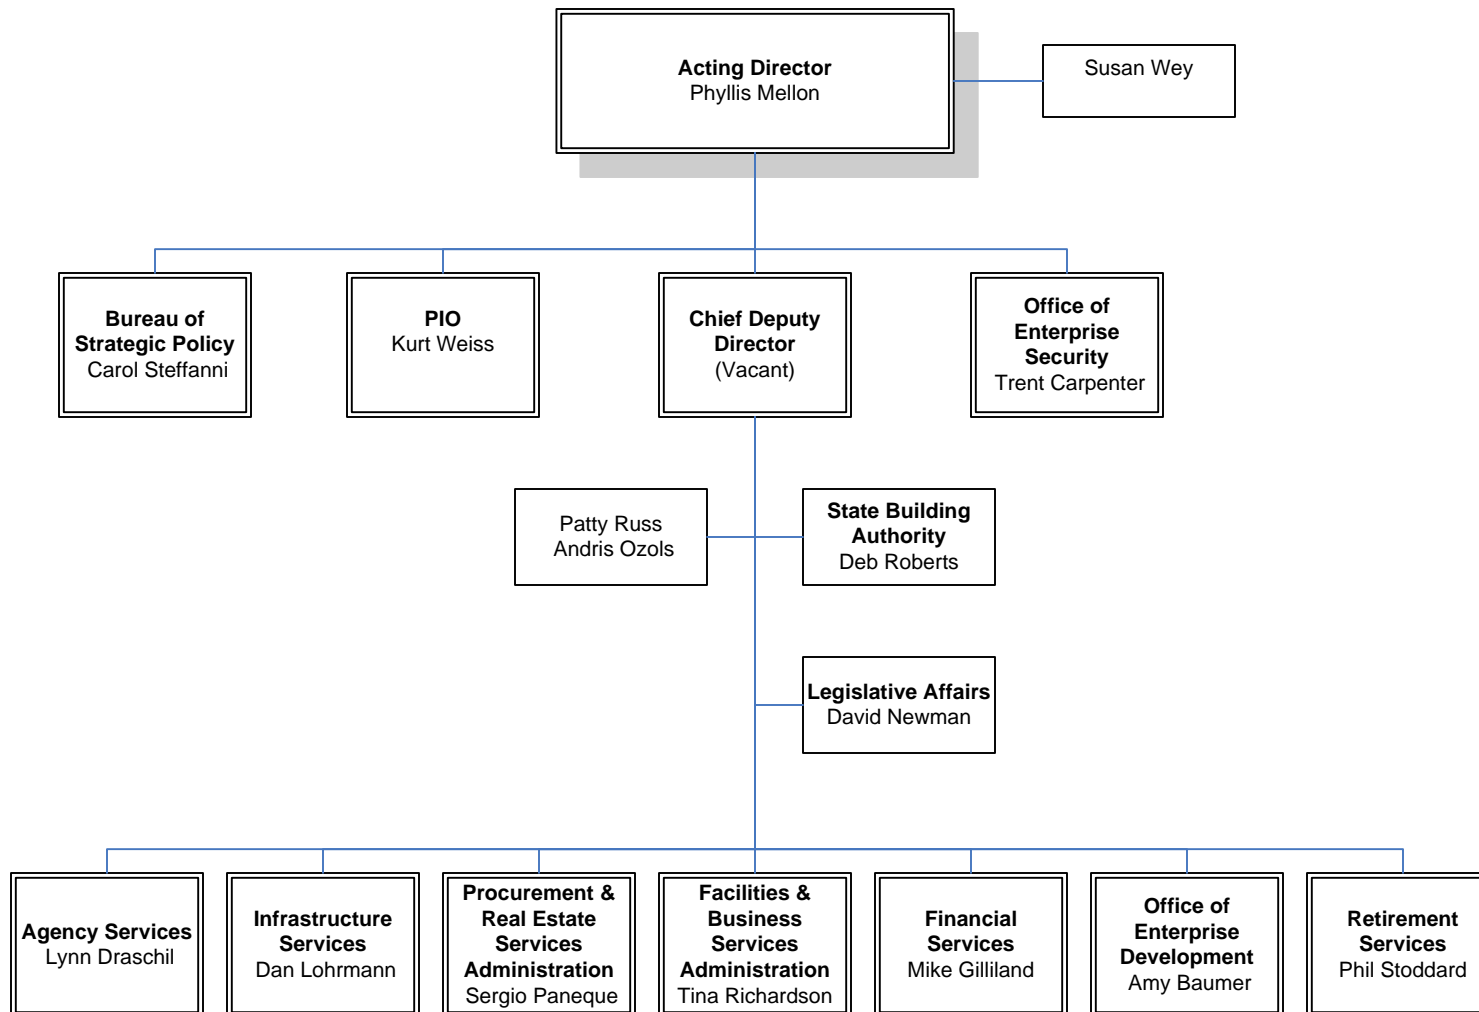 Acting Director
Phyllis Mellon
Susan Wey
Bureau of
Strategic Policy
Carol Steffanni
PIO
Kurt Weiss
Chief Deputy
Director
(Vacant)
Office of
Enterprise
Security
Trent Carpenter
Patty Russ
Andris Ozols
State Building
Authority
Deb Roberts
Legislative Affairs
David Newman
Agency Services
Lynn Draschil
Infrastructure
Services
Dan Lohrmann
Procurement &
Real Estate
Services
Administration
Sergio Paneque
Facilities &
Business
Services
Administration
Tina Richardson
Financial
Services
Mike Gilliland
Office of
Enterprise
Development
Amy Baumer
Retirement
Services
Phil Stoddard